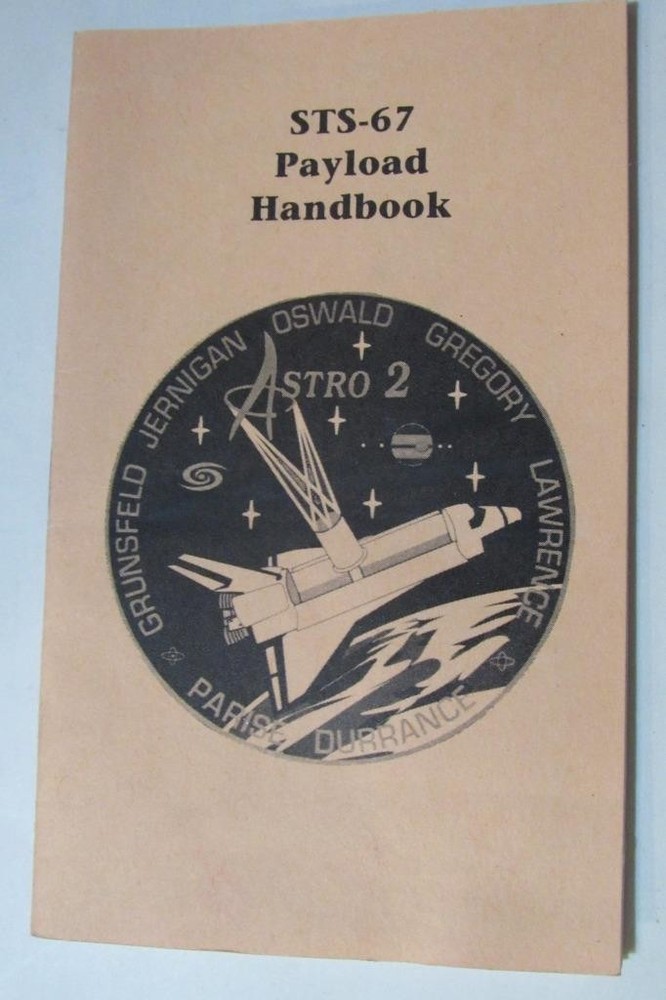 STS-67
Payload
Handbook
GRUNSFELD JERNIGAN OSWALD GREGORY LAWRENCE
ASTRO 2
PARISE DURRANCE